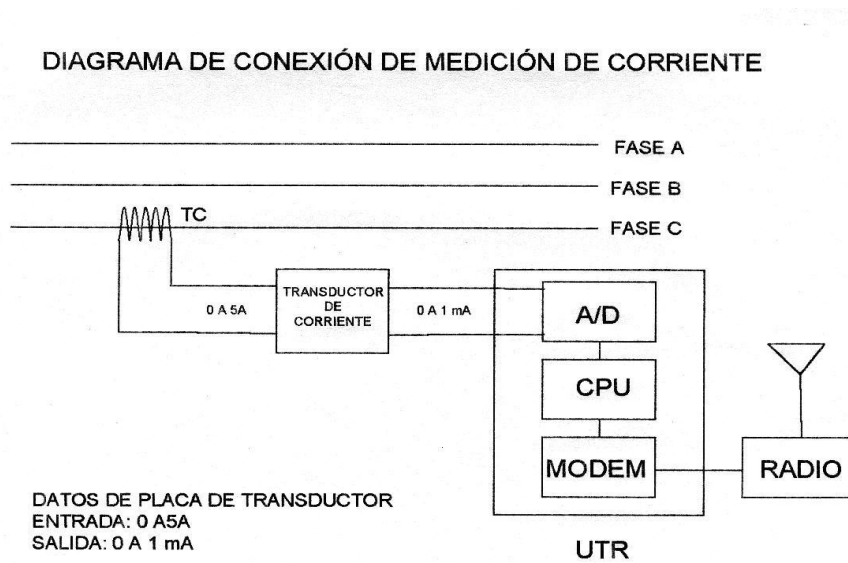 DIAGRAMA DE CONEXIÓN DE MEDICIÓN DE CORRIENTE
FASE A
FASE B
TC
FASE C
0 A 5A
TRANSDUCTOR
DE
CORRIENTE
0 A 1 mA
A/D
CPU
MODEM
RADIO
DATOS DE PLACA DE TRANSDUCTOR
ENTRADA: 0 A5A
SALIDA: 0 A 1 mA
UTR